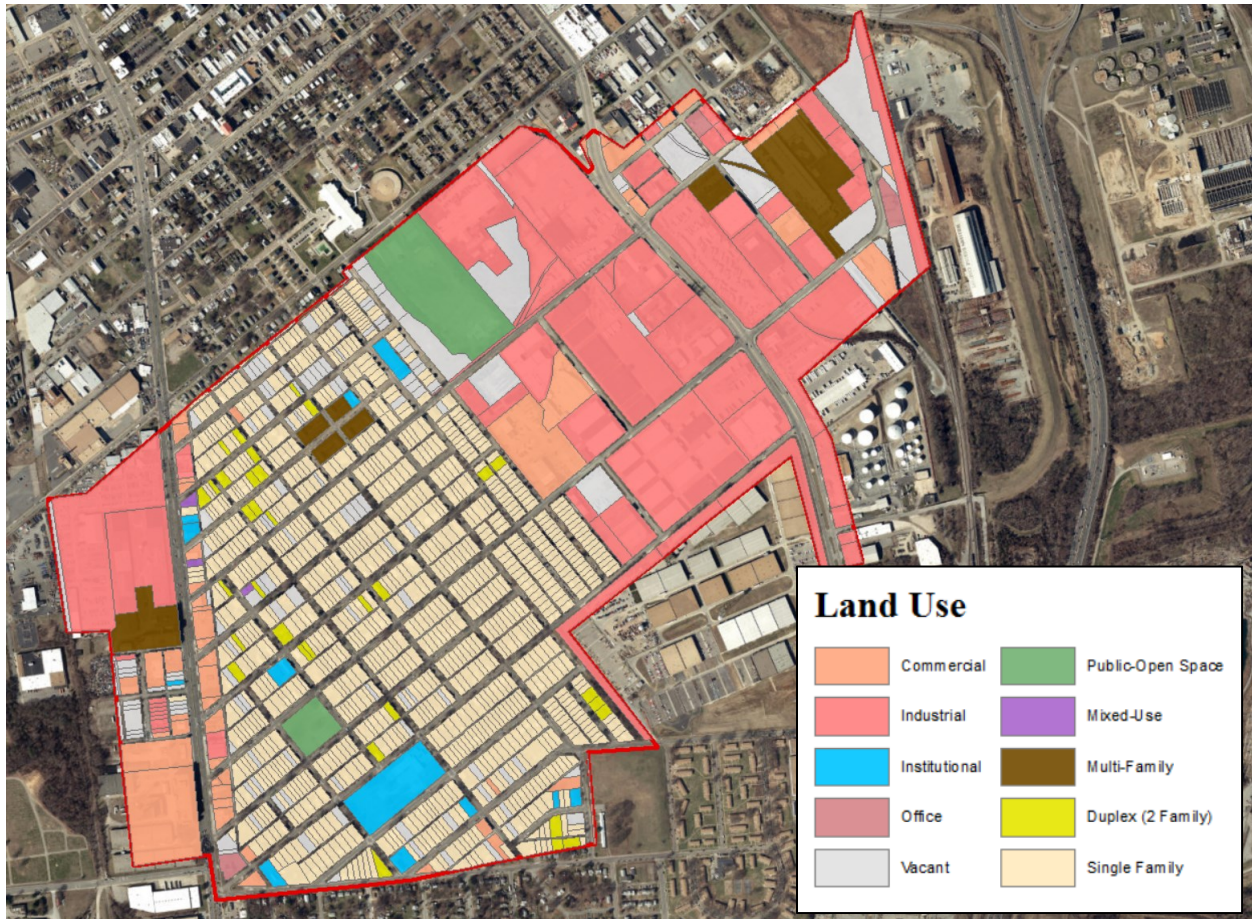 Land Use
Commercial
Public-Open Space
Industrial
Mixed-Use
Institutional
Multi-Family
Office
Duplex (2 Family)
Vacant
Single Family